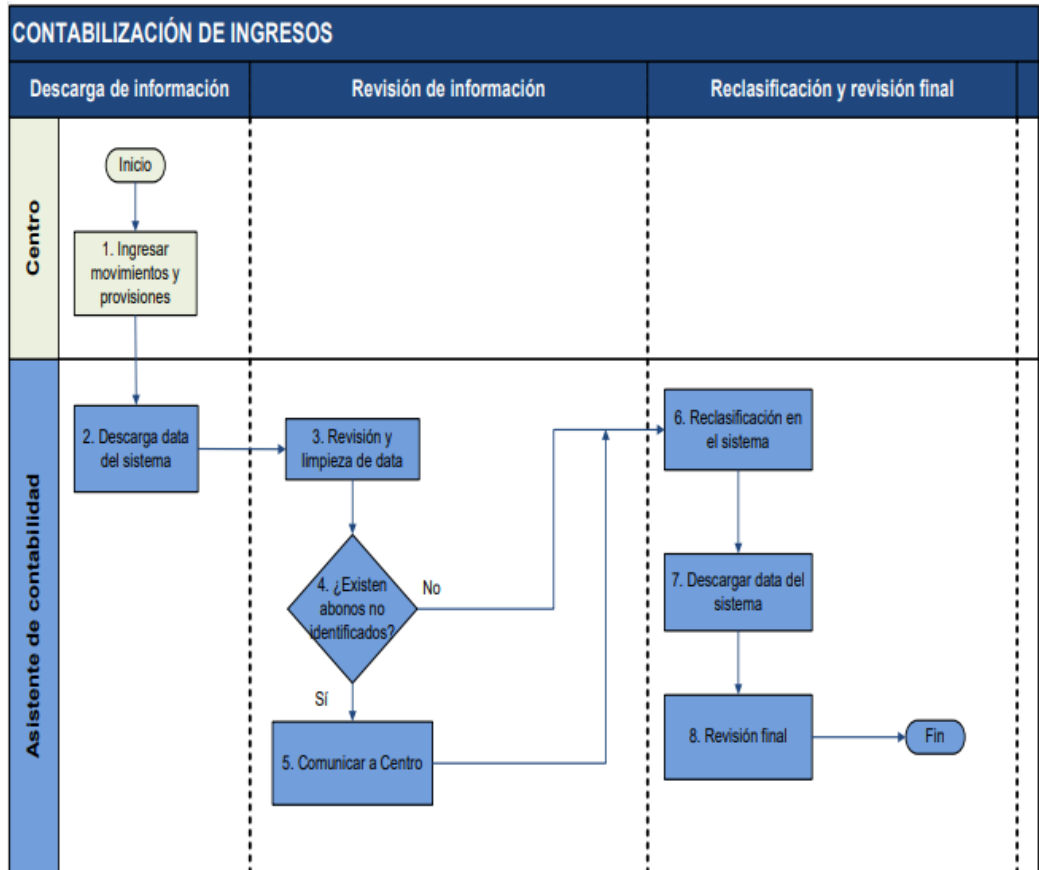 CONTABILIZACIÓN DE INGRESOS
Descarga de información
Revisión de información
Reclasificación y revisión final
Centro
Inicio
1. Ingresar
movimientos y
provisiones
Asistente de contabilidad
2. Descarga data
del sistema
3. Revisión y
limpieza de data
4. ¿Existen
abonos no
identificados?
No
Sí
5. Comunicar a Centro
6. Reclasificación en
el sistema
7. Descargar data del
sistema
8. Revisión final
Fin